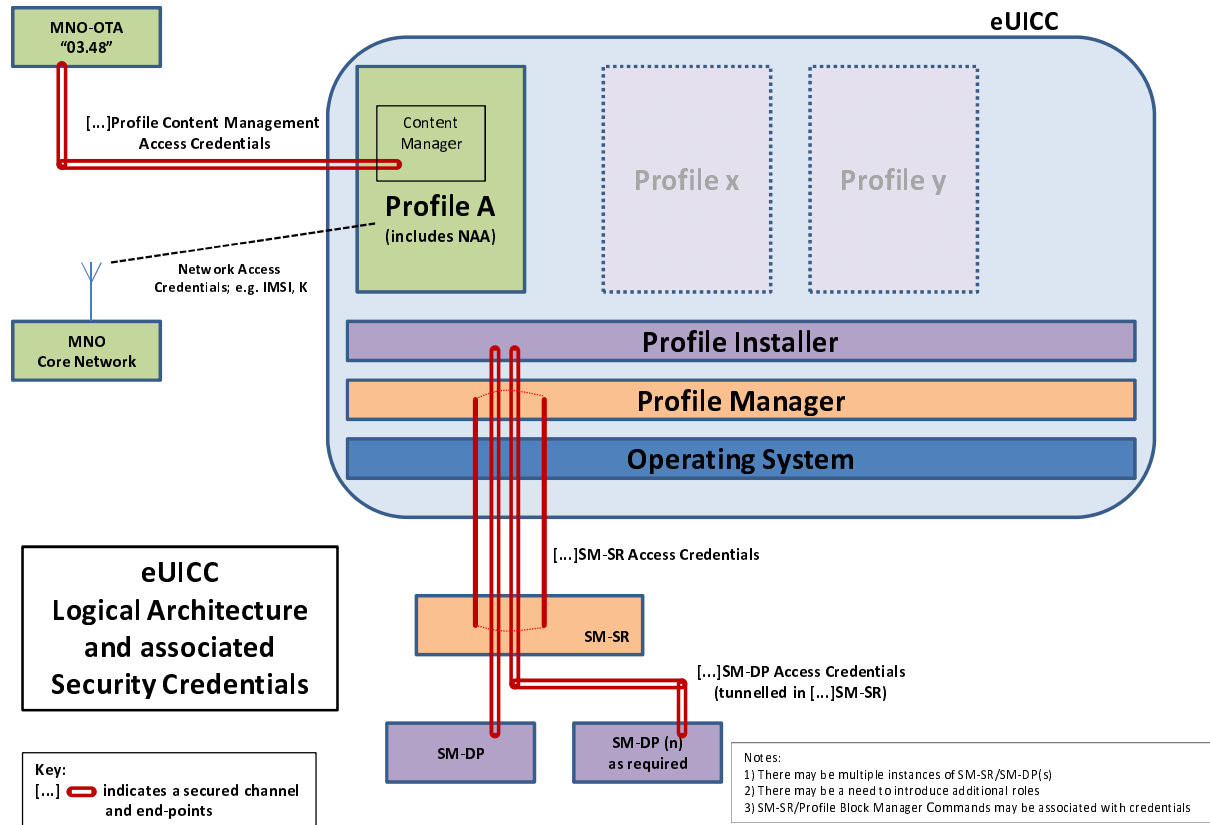 eUICC
MNO-OTA
“03.48”
[...]Profile Content Management
Access Credentials
Content
Manager
Profile A
(includes NAA)
Profile x
Profile y
Network Access
Credentials; e.g. IMSI, K
MNO
Core Network
Profile Installer
Profile Manager
Operating System
[...]SM-SR Access Credentials
eUICC
Logical Architecture
and associated
Security Credentials
SM-SR
[...]SM-DP Access Credentials
(tunnelled in [...]SM-SR)
SM-DP
SM-DP (n)
as required
Key:
[...] indicates a secured channel
and end-points
Notes:
1) There may be multiple instances of SM-SR/SM-DP(s)
2) There may be a need to introduce additional roles
3) SM-SR/Profile Block Manager Commands may be associated with credentials